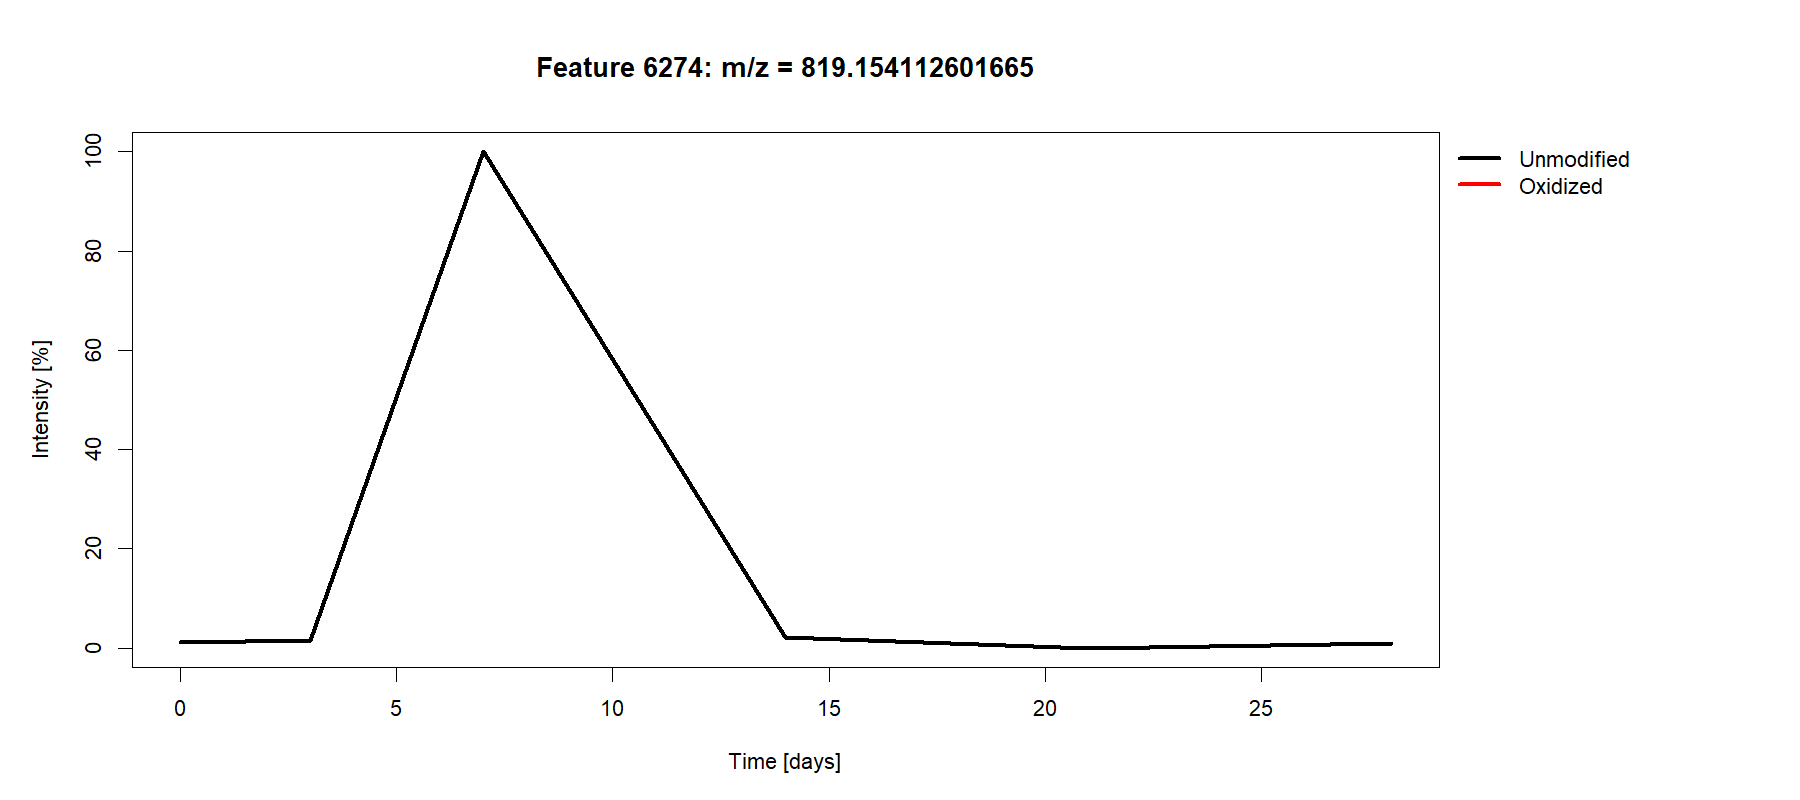 Feature 6274: m/z = 819.154112601665
Unmodified
Oxidized
Intensity [%]
100
80
60
40
20
0
0 5 10 15 20 25
Time [days]